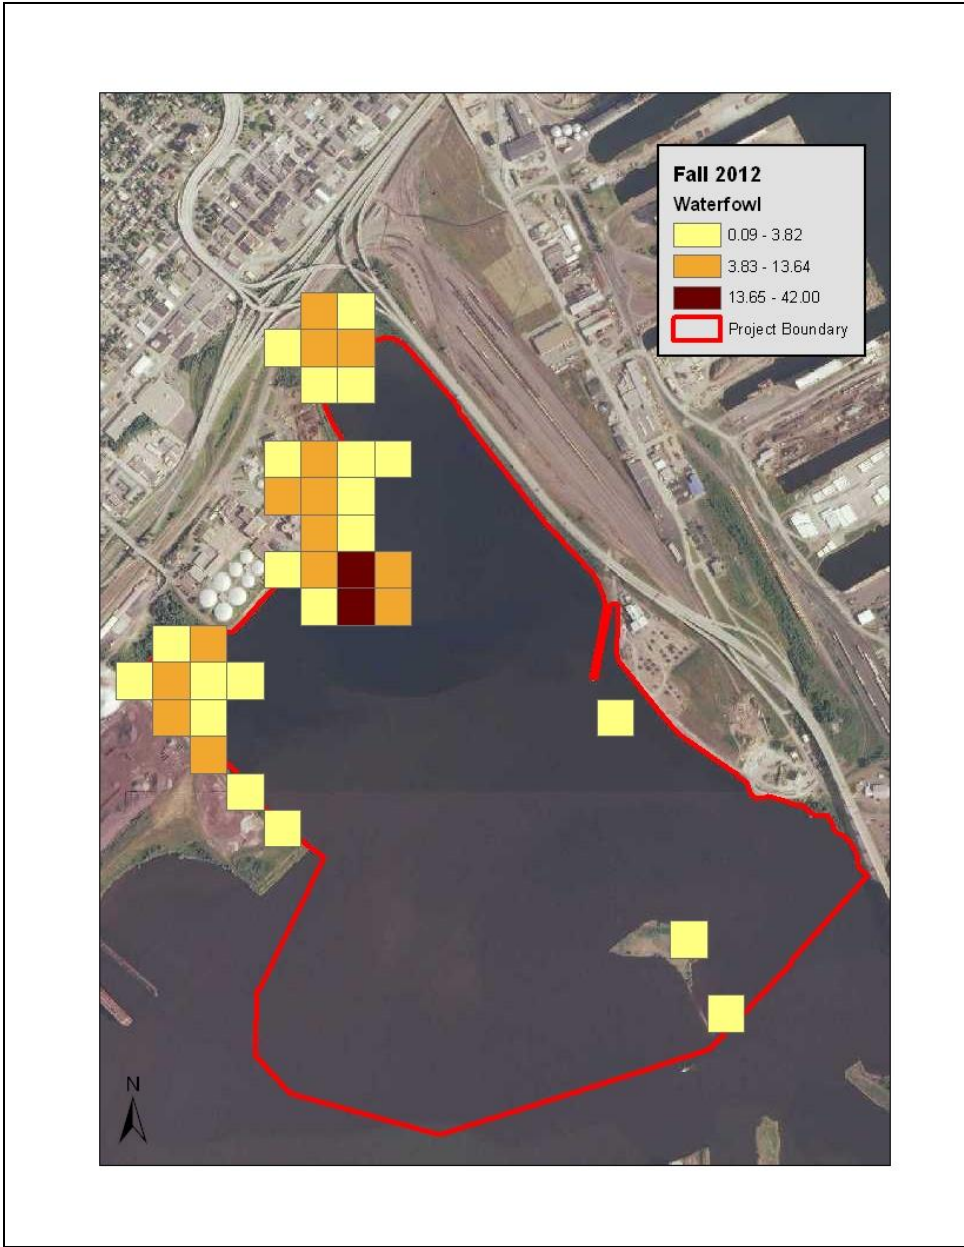 Fall 2012
Waterfowl
0.09 - 3.82
3.83 - 13.64
13.65 - 42.00
Project Boundary
N